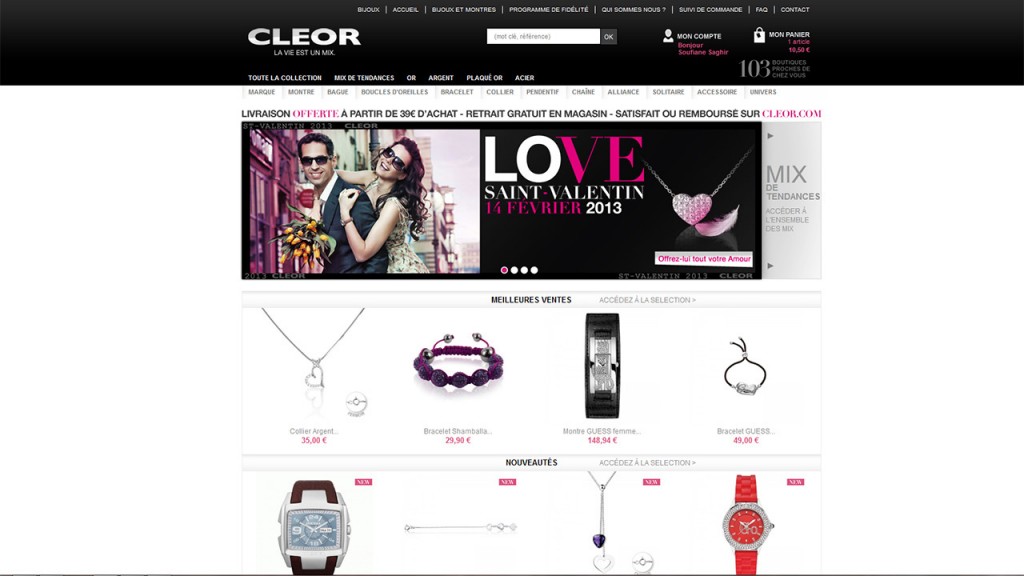 BIJOUX | ACCUEIL | BIJOUX ET MONTRES | PROGRAMME DE FIDÉLITÉ | QUI SOMMES NOUS ? | SUIVI DE COMMANDE | FAQ | CONTACT
CLEOR
LA VIE EST UN MIX.
(mot clé, référence)
OK
MON COMPTE
Bonjour
Soufiane Saghir
MON PANIER
1 article
10,50 €
103 BOUTIQUES
PROCHES DE
CHEZ VOUS
TOUTE LA COLLECTION MIX DE TENDANCES OR ARGENT PLAQUÉ OR ACIER
MARQUE MONTRE BAGUE BOUCLES D'OREILLES BRACELET COLLIER PENDENTIF CHAÎNE ALLIANCE SOLITAIRE ACCESSOIRE UNIVERS
LIVRAISON OFFERTE À PARTIR DE 39€ D'ACHAT - RETRAIT GRATUIT EN MAGASIN - SATISFAIT OU REMBOURSÉ SUR CLEOR.COM
ST-VALENTIN 2013 CLEOR
LOVE
SAINT-VALENTIN
14 FÉVRIER 2013
Offrez-lui tout votre Amour
2013 CLEOR
ST-VALENTIN 2013 CLEOR
MIX
DE
TENDANCES
ACCÉDER À
L'ENSEMBLE
DES MIX
MEILLEURES VENTES ACCÉDEZ À LA SELECTION >
Collier Argent...
35,00 €
Bracelet Shamballa...
29,90 €
Montre GUESS femme...
148,94 €
Bracelet GUESS...
49,00 €
NOUVEAUTÉS ACCÉDEZ À LA SELECTION >
NEW
NEW
NEW
NEW